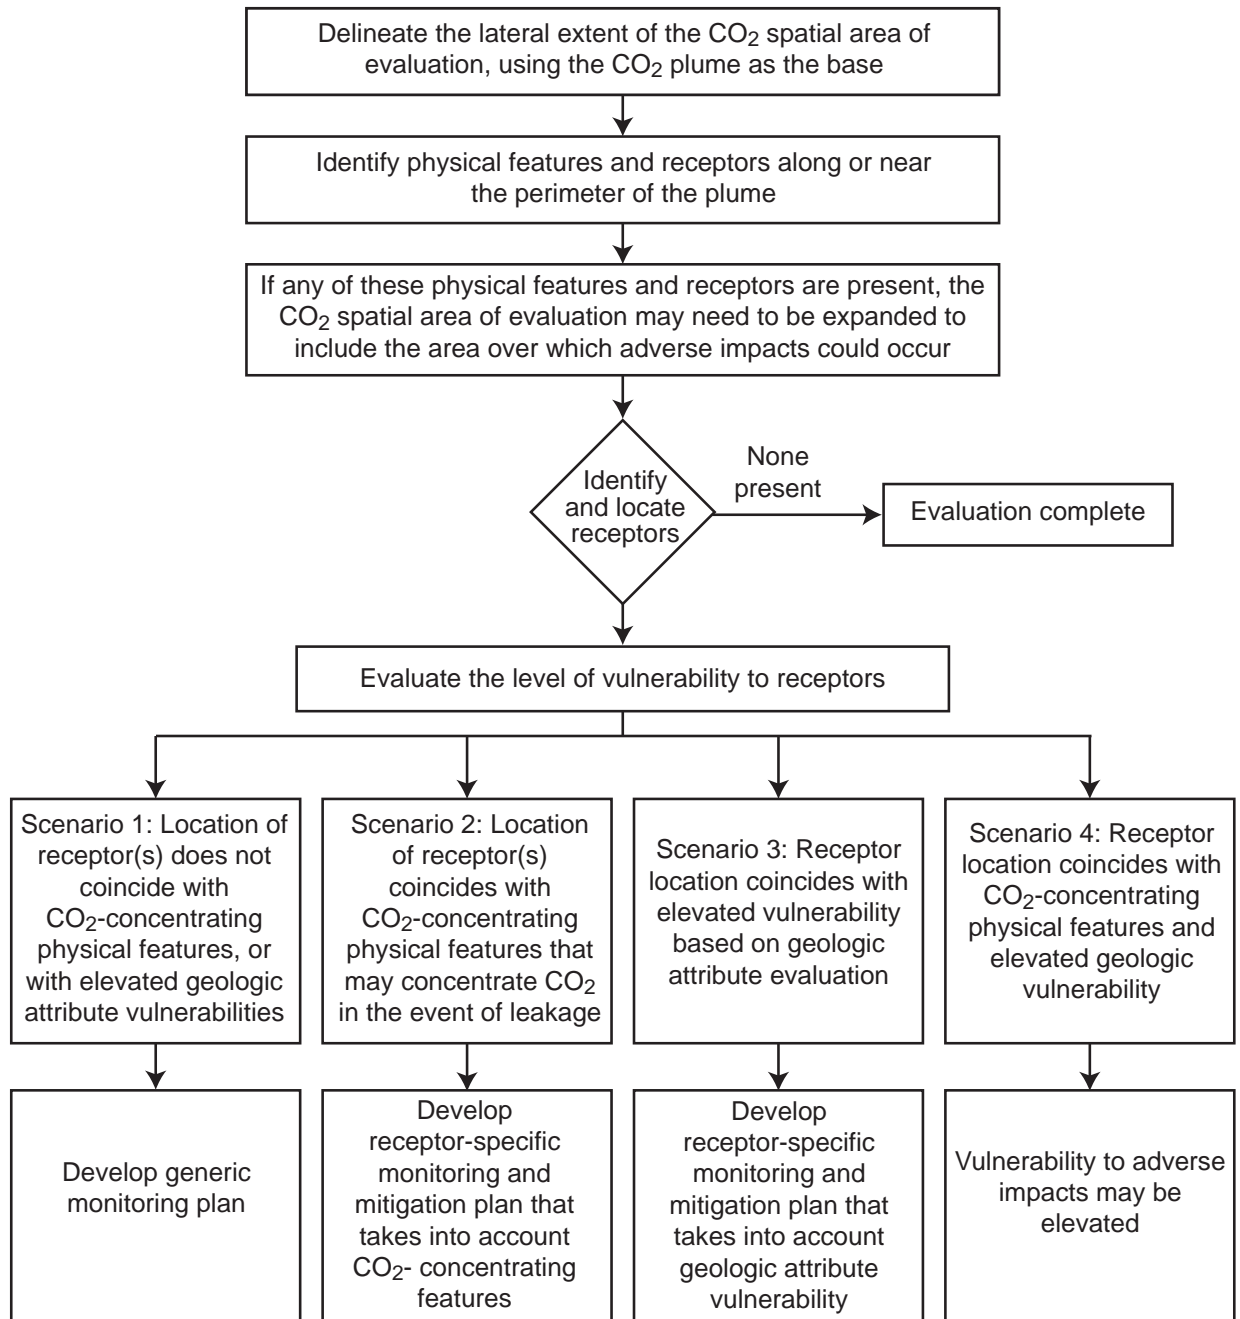 Delineate the lateral extent of the CO₂ spatial area of
evaluation, using the CO₂ plume as the base
Identify physical features and receptors along or near
the perimeter of the plume
If any of these physical features and receptors are present, the
CO₂ spatial area of evaluation may need to be expanded to
include the area over which adverse impacts could occur
Identify
and locate
receptors
None
present
Evaluation complete
Evaluate the level of vulnerability to receptors
Scenario 1: Location of
receptor(s) does not
coincide with
CO₂-concentrating
physical features, or
with elevated geologic
attribute vulnerabilities
Scenario 2: Location
of receptor(s)
coincides with
CO₂-concentrating
physical features that
may concentrate CO₂
in the event of leakage
Scenario 3: Receptor
location coincides with
elevated vulnerability
based on geologic
attribute evaluation
Scenario 4: Receptor
location coincides with
CO₂-concentrating
physical features and
elevated geologic
vulnerability
Develop generic
monitoring plan
Develop
receptor-specific
monitoring and
mitigation plan that
takes into account
CO₂- concentrating
features
Develop
receptor-specific
monitoring and
mitigation plan that
takes into account
geologic attribute
vulnerability
Vulnerability to adverse
impacts may be
elevated